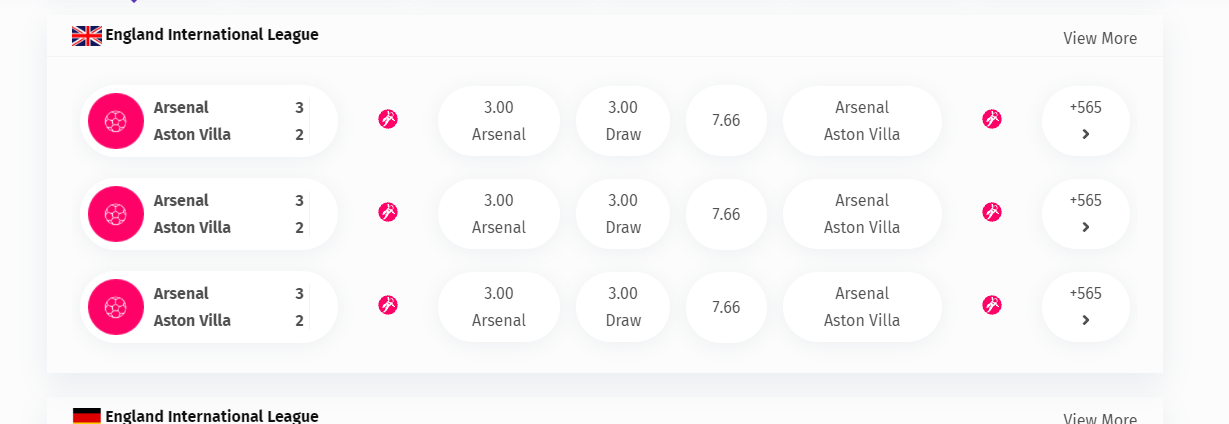 England International League
View More
Arsenal 3
Aston Villa 2
3.00
Arsenal
3.00
Draw
7.66
Arsenal
Aston Villa
+565
Arsenal 3
Aston Villa 2
3.00
Arsenal
3.00
Draw
7.66
Arsenal
Aston Villa
+565
Arsenal 3
Aston Villa 2
3.00
Arsenal
3.00
Draw
7.66
Arsenal
Aston Villa
+565
England International League
View More